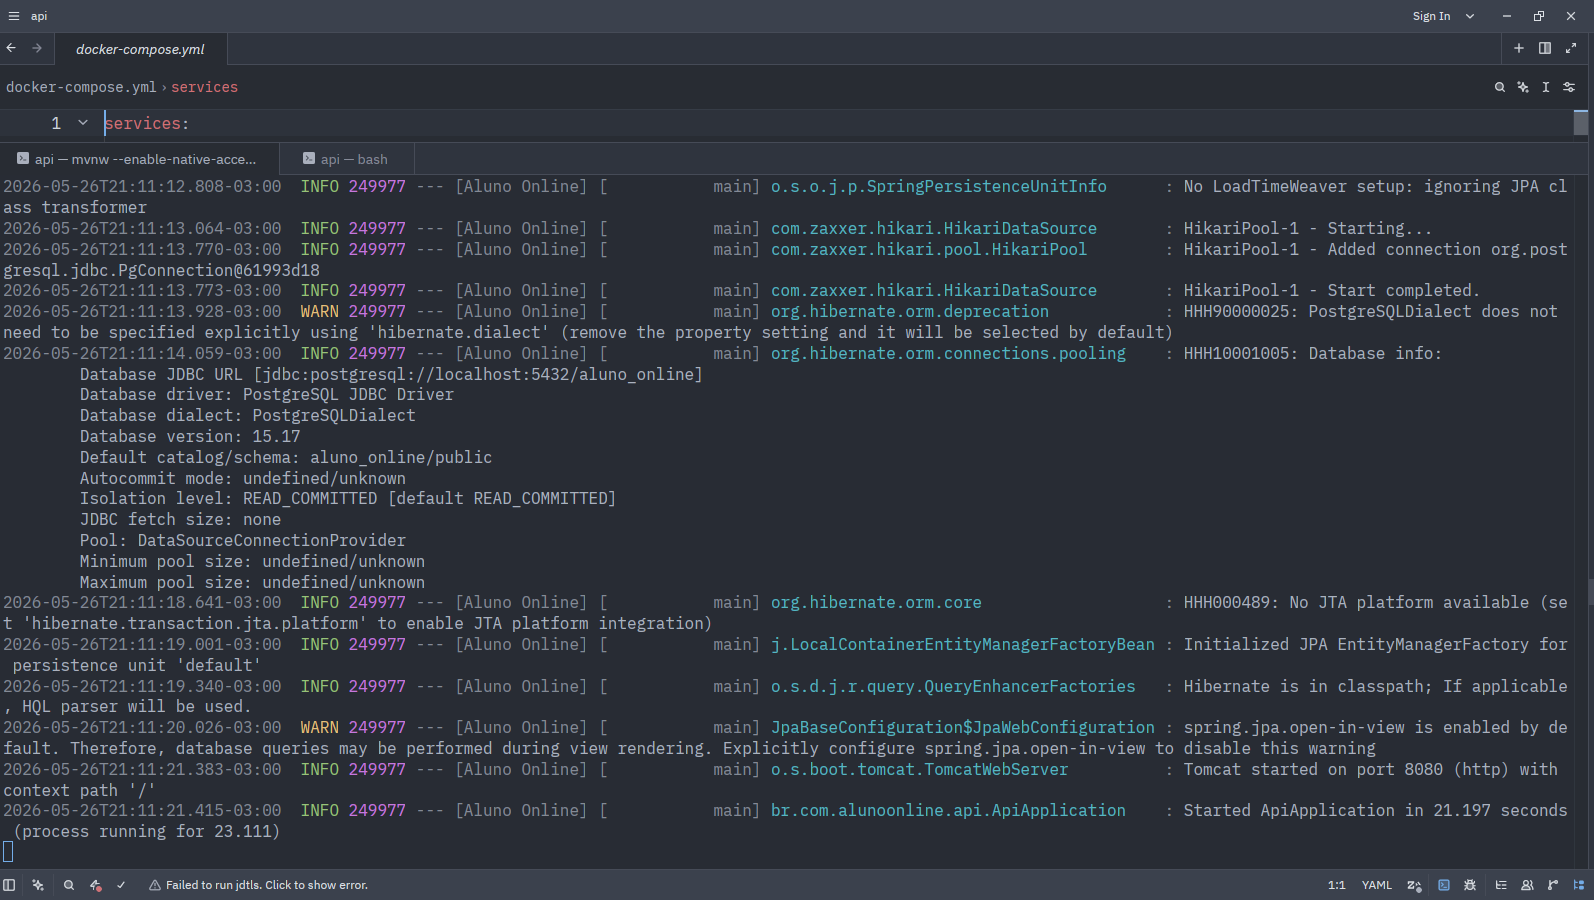 api
Sign In
docker-compose.yml
docker-compose.yml › services
1 services:
api — mvnw --enable-native-acce...
api — bash
2026-05-26T21:11:12.808-03:00  INFO 249977 --- [Aluno Online] [           main] o.s.o.j.p.SpringPersistenceUnitInfo      : No LoadTimeWeaver setup: ignoring JPA cl
ass transformer
2026-05-26T21:11:13.064-03:00  INFO 249977 --- [Aluno Online] [           main] com.zaxxer.hikari.HikariDataSource       : HikariPool-1 - Starting...
2026-05-26T21:11:13.770-03:00  INFO 249977 --- [Aluno Online] [           main] com.zaxxer.hikari.pool.HikariPool        : HikariPool-1 - Added connection org.post
gresql.jdbc.PgConnection@61993d18
2026-05-26T21:11:13.773-03:00  INFO 249977 --- [Aluno Online] [           main] com.zaxxer.hikari.HikariDataSource       : HikariPool-1 - Start completed.
2026-05-26T21:11:13.928-03:00  WARN 249977 --- [Aluno Online] [           main] org.hibernate.orm.deprecation            : HHH90000025: PostgreSQLDialect does not
need to be specified explicitly using 'hibernate.dialect' (remove the property setting and it will be selected by default)
2026-05-26T21:11:14.059-03:00  INFO 249977 --- [Aluno Online] [           main] org.hibernate.orm.connections.pooling    : HHH10001005: Database info:
        Database JDBC URL [jdbc:postgresql://localhost:5432/aluno_online]
        Database driver: PostgreSQL JDBC Driver
        Database dialect: PostgreSQLDialect
        Database version: 15.17
        Default catalog/schema: aluno_online/public
        Autocommit mode: undefined/unknown
        Isolation level: READ_COMMITTED [default READ_COMMITTED]
        JDBC fetch size: none
        Pool: DataSourceConnectionProvider
        Minimum pool size: undefined/unknown
        Maximum pool size: undefined/unknown
2026-05-26T21:11:18.641-03:00  INFO 249977 --- [Aluno Online] [           main] org.hibernate.orm.core                   : HHH000489: No JTA platform available (se
t 'hibernate.transaction.jta.platform' to enable JTA platform integration)
2026-05-26T21:11:19.001-03:00  INFO 249977 --- [Aluno Online] [           main] j.LocalContainerEntityManagerFactoryBean : Initialized JPA EntityManagerFactory for
 persistence unit 'default'
2026-05-26T21:11:19.340-03:00  INFO 249977 --- [Aluno Online] [           main] o.s.d.j.r.query.QueryEnhancerFactories   : Hibernate is in classpath; If applicable
, HQL parser will be used.
2026-05-26T21:11:20.026-03:00  WARN 249977 --- [Aluno Online] [           main] JpaBaseConfiguration$JpaWebConfiguration : spring.jpa.open-in-view is enabled by de
fault. Therefore, database queries may be performed during view rendering. Explicitly configure spring.jpa.open-in-view to disable this warning
2026-05-26T21:11:21.383-03:00  INFO 249977 --- [Aluno Online] [           main] o.s.boot.tomcat.TomcatWebServer          : Tomcat started on port 8080 (http) with
context path '/'
2026-05-26T21:11:21.415-03:00  INFO 249977 --- [Aluno Online] [           main] br.com.alunoonline.api.ApiApplication    : Started ApiApplication in 21.197 seconds
 (process running for 23.111)
Failed to run jdtls. Click to show error.
1:1
YAML